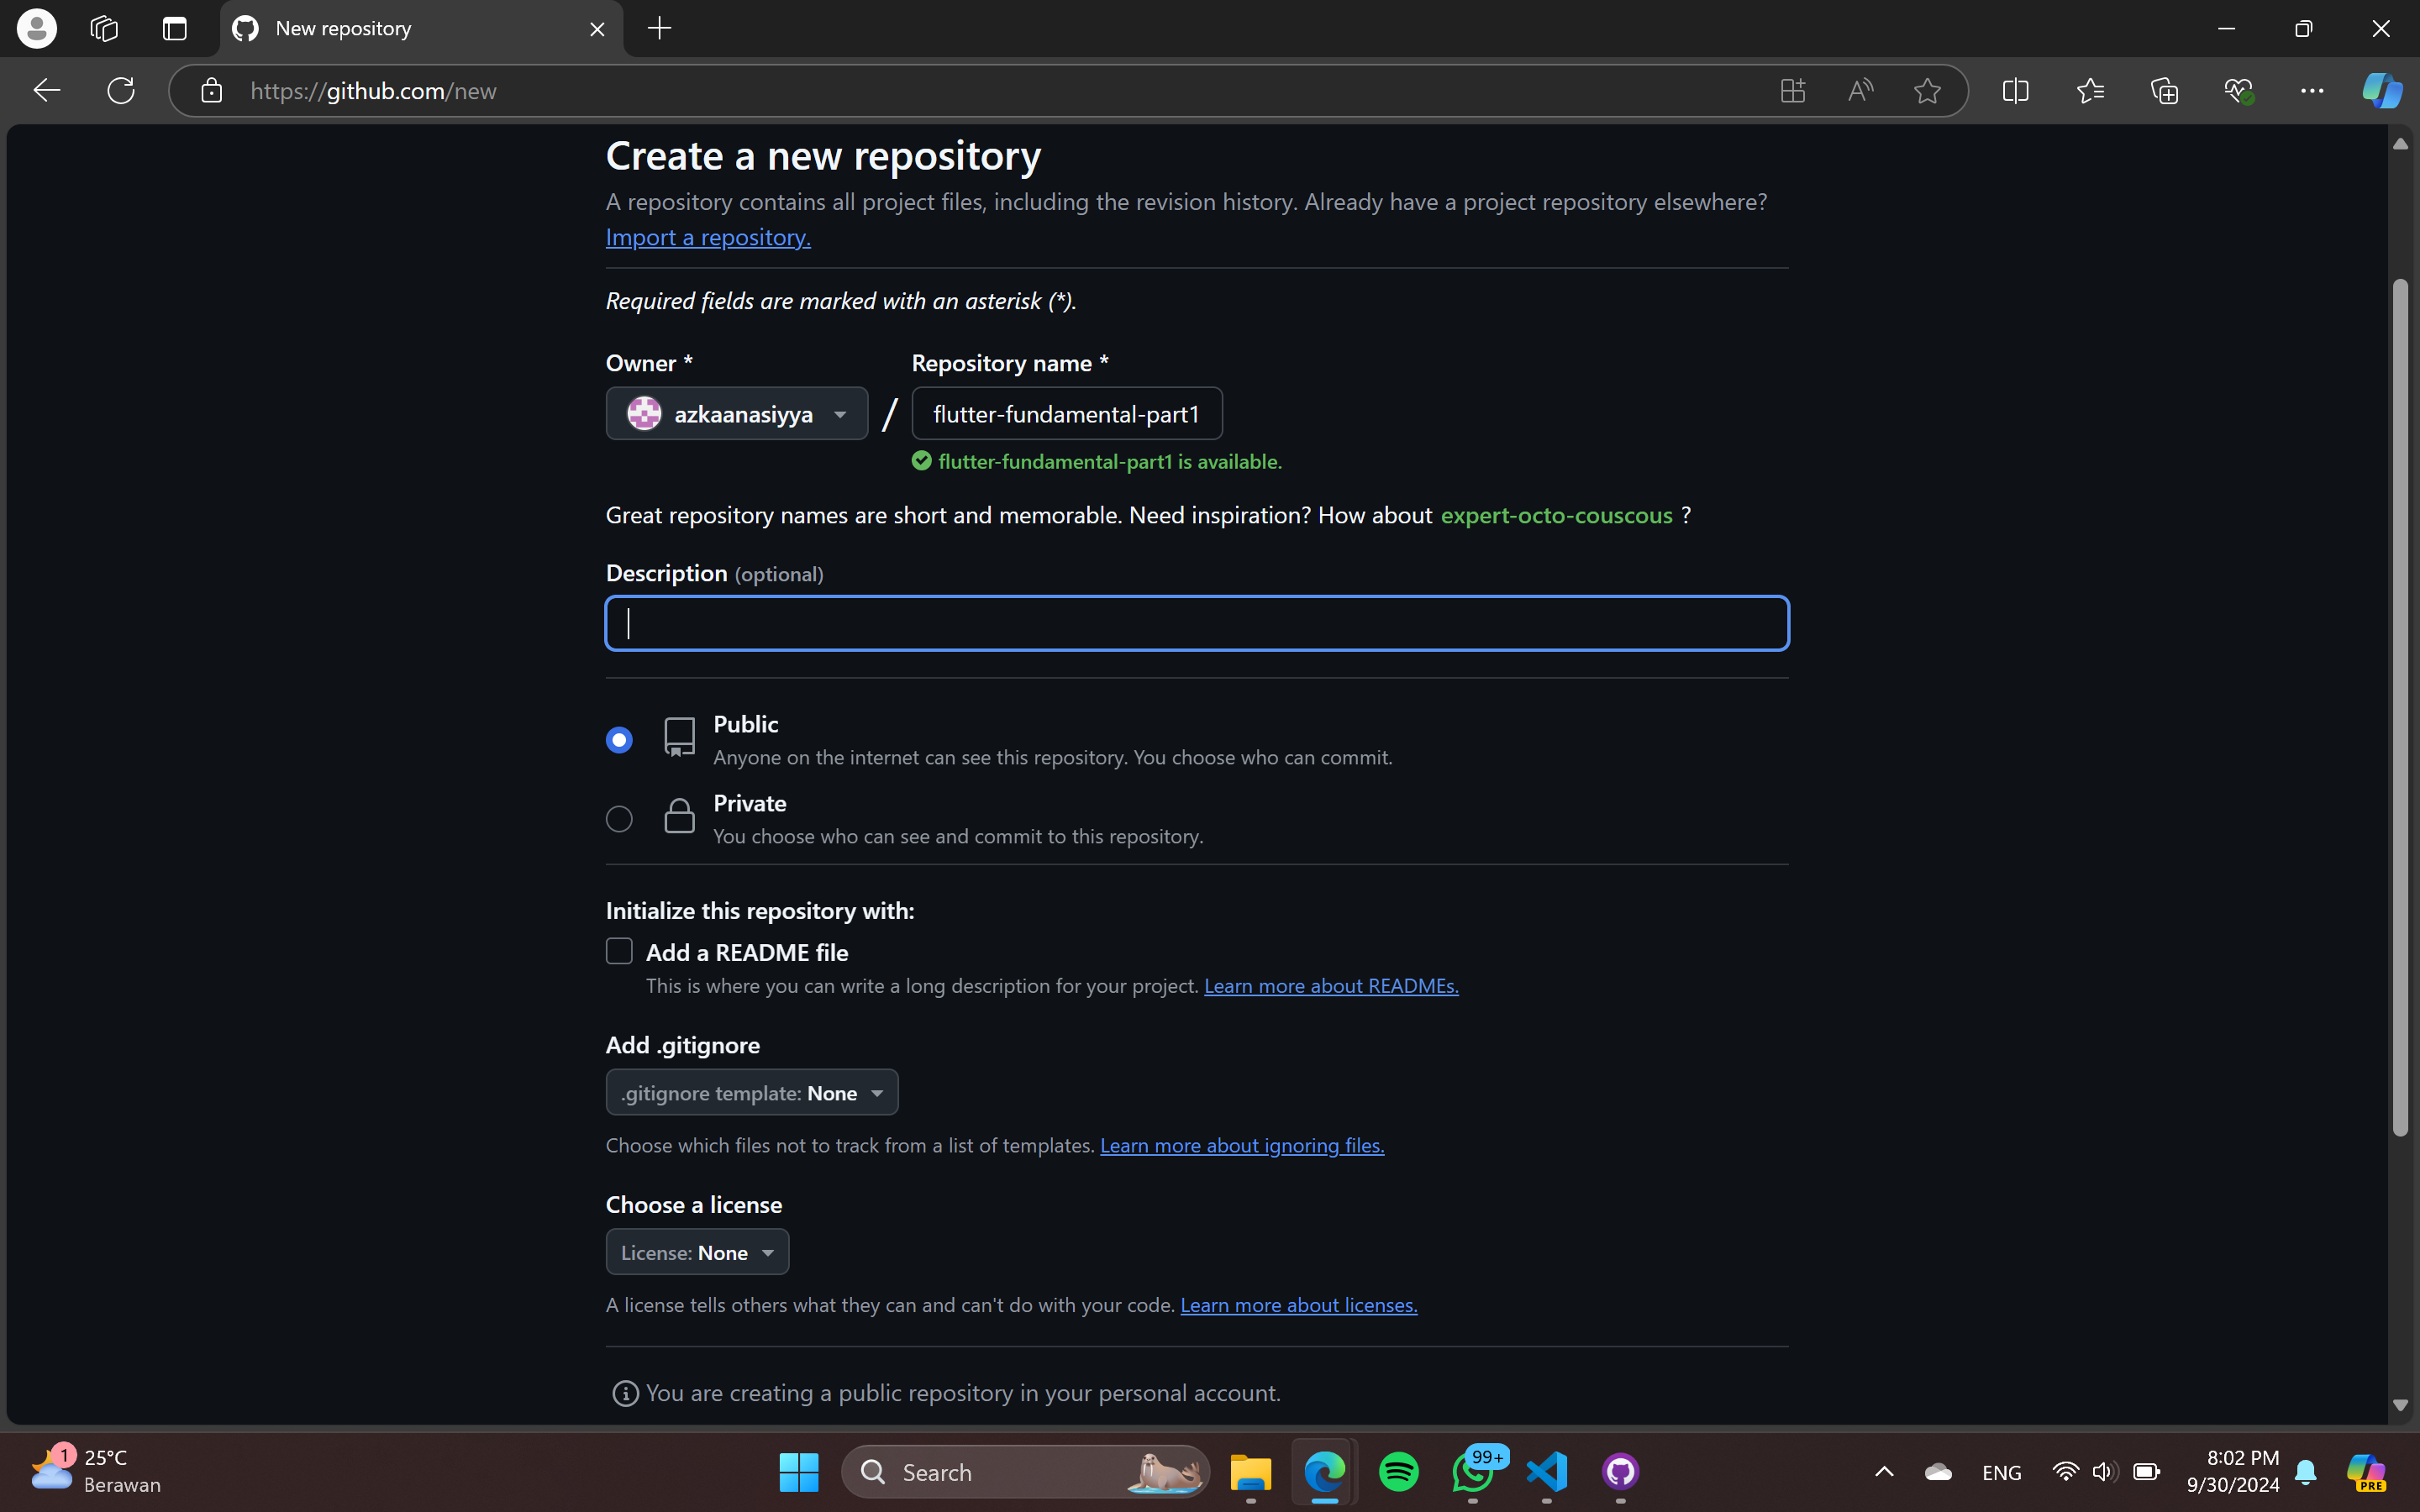 New repository
https://github.com/new
Create a new repository
A repository contains all project files, including the revision history. Already have a project repository elsewhere?
Import a repository.
Required fields are marked with an asterisk (*).
Owner * Repository name *
azkaanasiyya / flutter-fundamental-part1
flutter-fundamental-part1 is available.
Great repository names are short and memorable. Need inspiration? How about expert-octo-couscous ?
Description (optional)
Public
Anyone on the internet can see this repository. You choose who can commit.
Private
You choose who can see and commit to this repository.
Initialize this repository with:
Add a README file
This is where you can write a long description for your project. Learn more about READMEs.
Add .gitignore
.gitignore template: None
Choose which files not to track from a list of templates. Learn more about ignoring files.
Choose a license
License: None
A license tells others what they can and can't do with your code. Learn more about licenses.
You are creating a public repository in your personal account.
1
25°C
Berawan
Search
99+
ENG
8:02 PM
9/30/2024
PRE